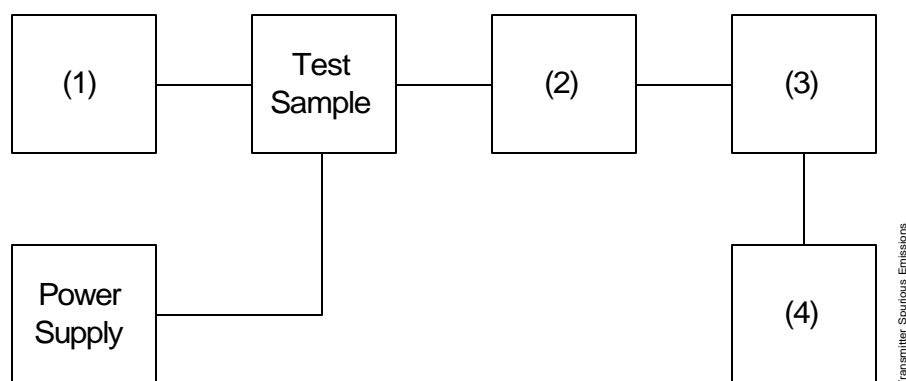 (1)
Test
Sample
(2)
(3)
Power
Supply
(4)
Transmitter Spurious Emissions